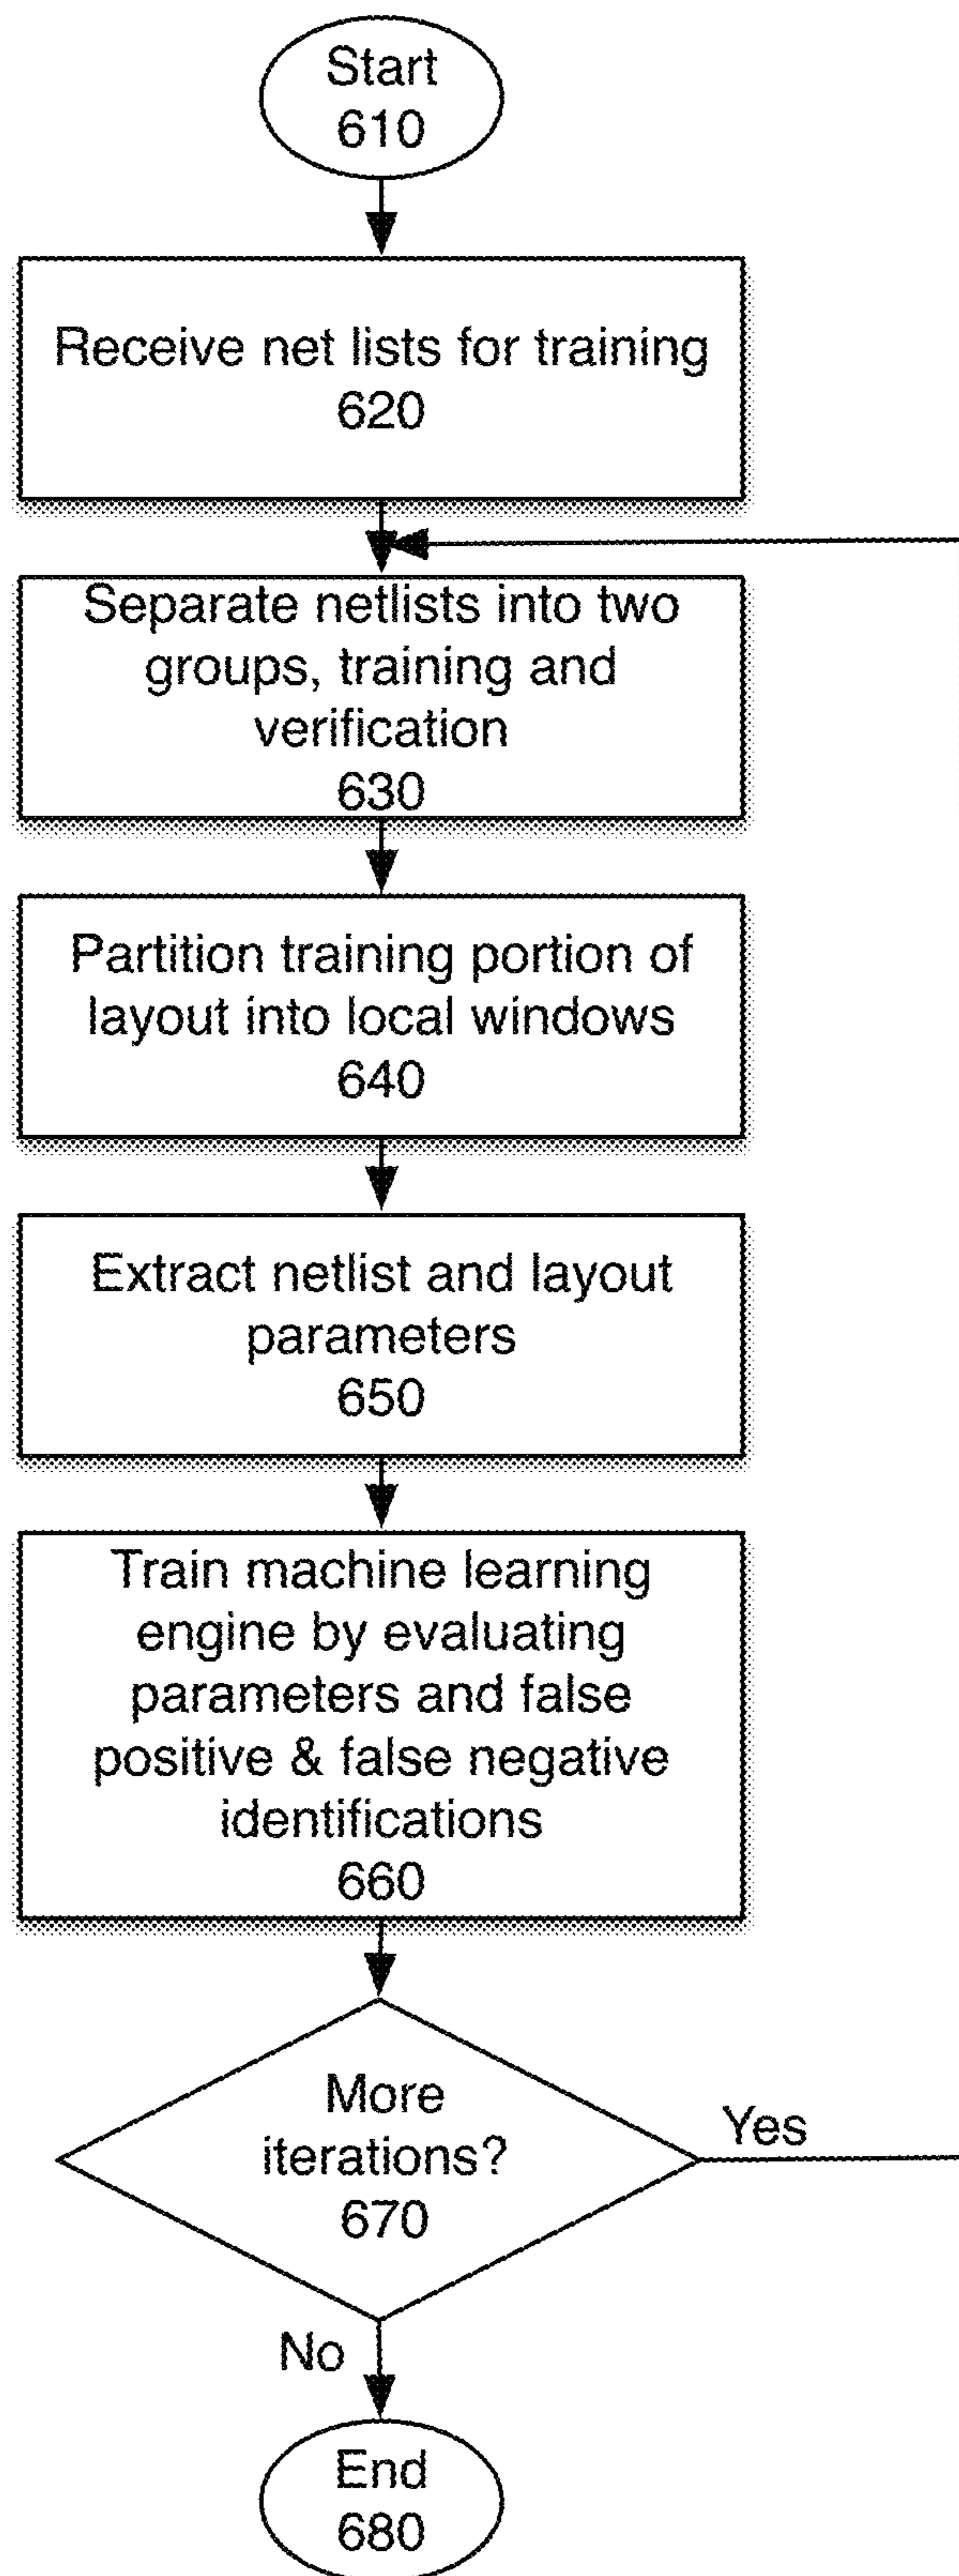 Start
610
Receive net lists for training
620
Separate netlists into two
groups, training and
verification
630
Partition training portion of
layout into local windows
640
Extract netlist and layout
parameters
650
Train machine learning
engine by evaluating
parameters and false
positive & false negative
identifications
660
More
iterations?
670
Yes
No
End
680